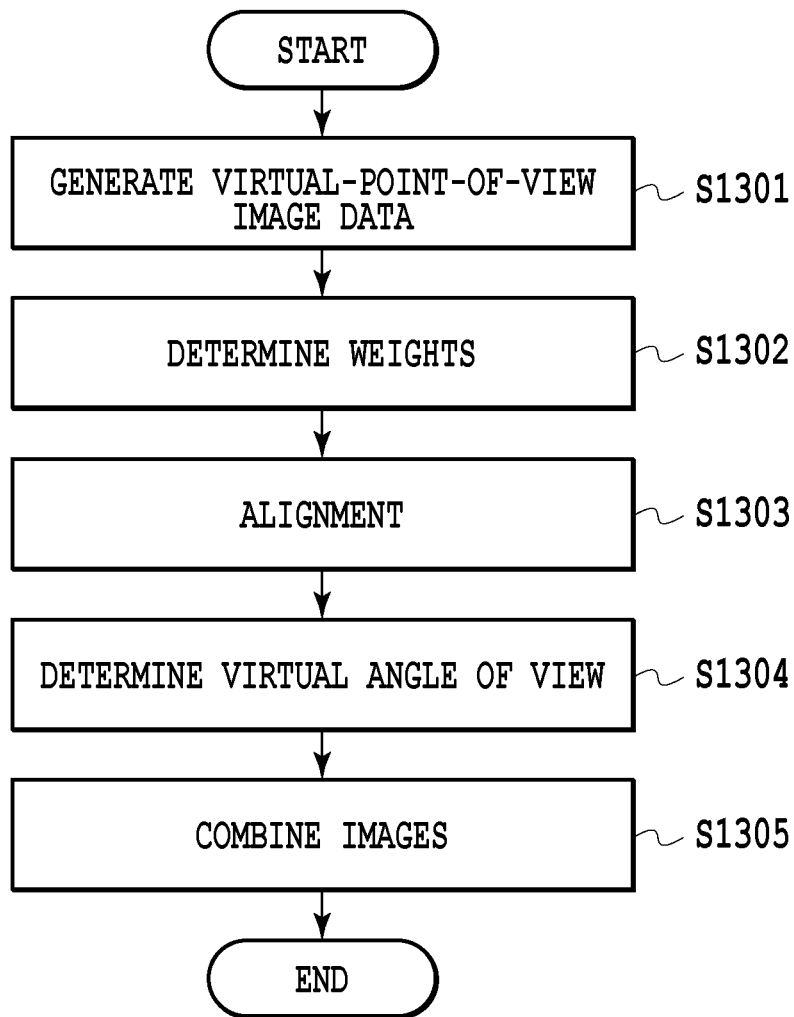 START
GENERATE VIRTUAL-POINT-OF-VIEW
IMAGE DATA
S1301
DETERMINE WEIGHTS
S1302
ALIGNMENT
S1303
DETERMINE VIRTUAL ANGLE OF VIEW
S1304
COMBINE IMAGES
S1305
END